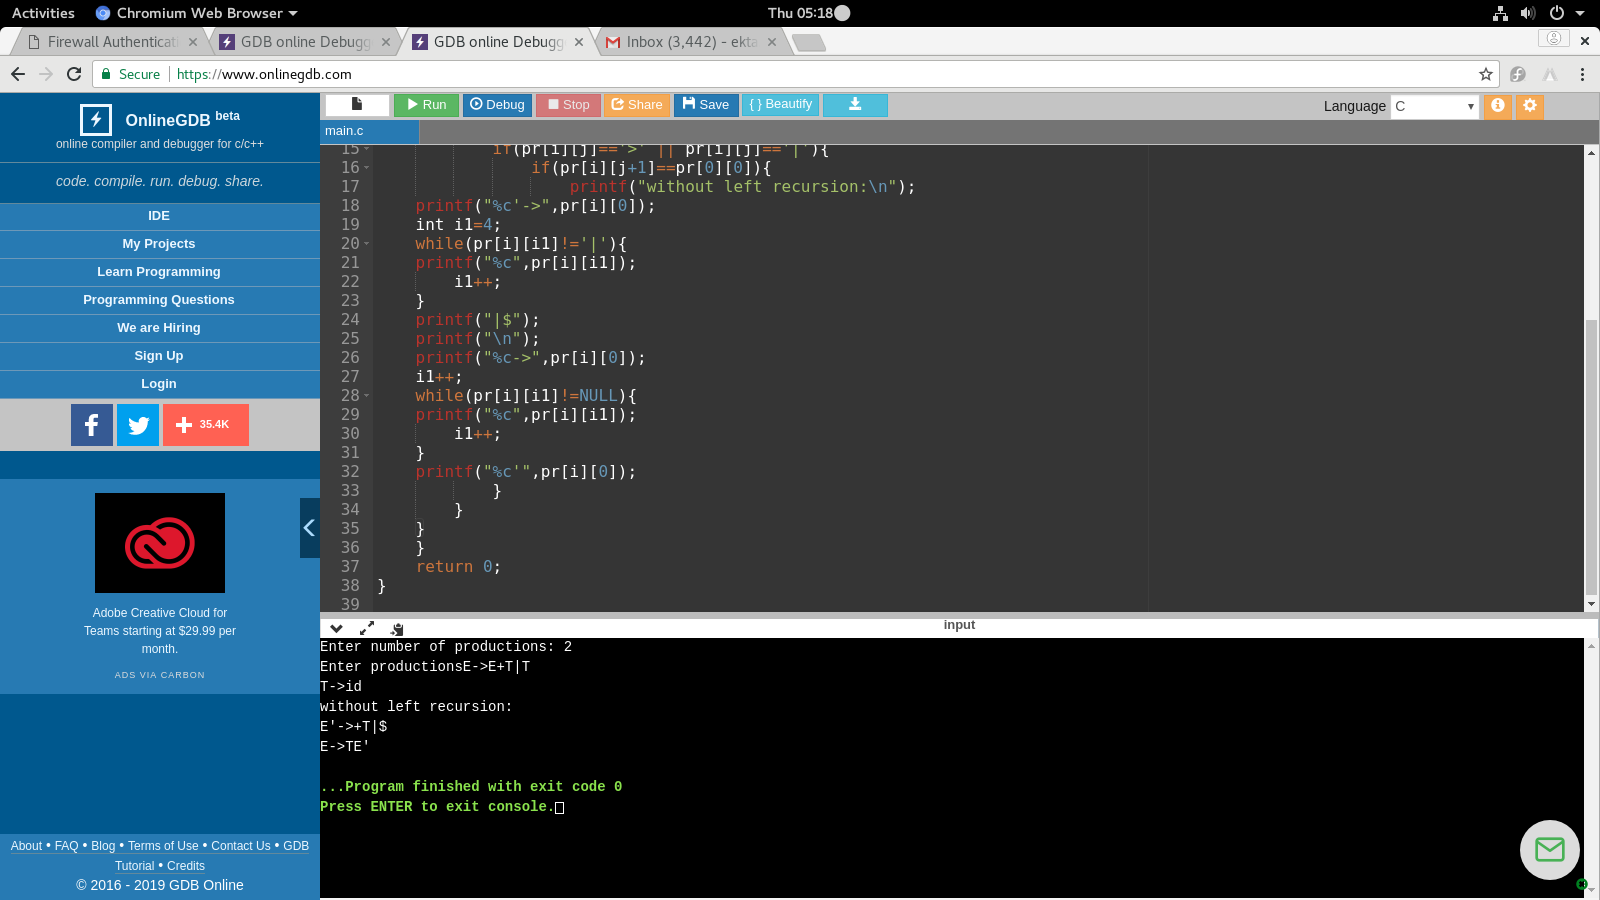 Activities Chromium Web Browser Thu 05:18
Firewall Authenticati GDB online Debugg GDB online Debugg Inbox (3,442) - ekta
Secure https://www.onlinegdb.com
OnlineGDB beta
online compiler and debugger for c/c++
code. compile. run. debug. share.
IDE
My Projects
Learn Programming
Programming Questions
We are Hiring
Sign Up
Login
35.4K
Adobe Creative Cloud for
Teams starting at $29.99 per
month.
ADS VIA CARBON
About • FAQ • Blog • Terms of Use • Contact Us • GDB
Tutorial • Credits
© 2016 - 2019 GDB Online
Run Debug Stop Share Save { } Beautify Language C
main.c
15 if(pr[i][j]=='>' || pr[i][j]=='|'){
16 if(pr[i][j+1]==pr[0][0]){
17 printf("without left recursion:\n");
18 printf("%c'->",pr[i][0]);
19 int i1=4;
20 while(pr[i][i1]!='|'){
21 printf("%c",pr[i][i1]);
22 i1++;
23 }
24 printf("|$");
25 printf("\n");
26 printf("%c->",pr[i][0]);
27 i1++;
28 while(pr[i][i1]!=NULL){
29 printf("%c",pr[i][i1]);
30 i1++;
31 }
32 printf("%c'",pr[i][0]);
33 }
34 }
35 }
36 }
37 return 0;
38 }
39
input
Enter number of productions: 2
Enter productionsE->E+T|T
T->id
without left recursion:
E'->+T|$
E->TE'
...Program finished with exit code 0
Press ENTER to exit console.